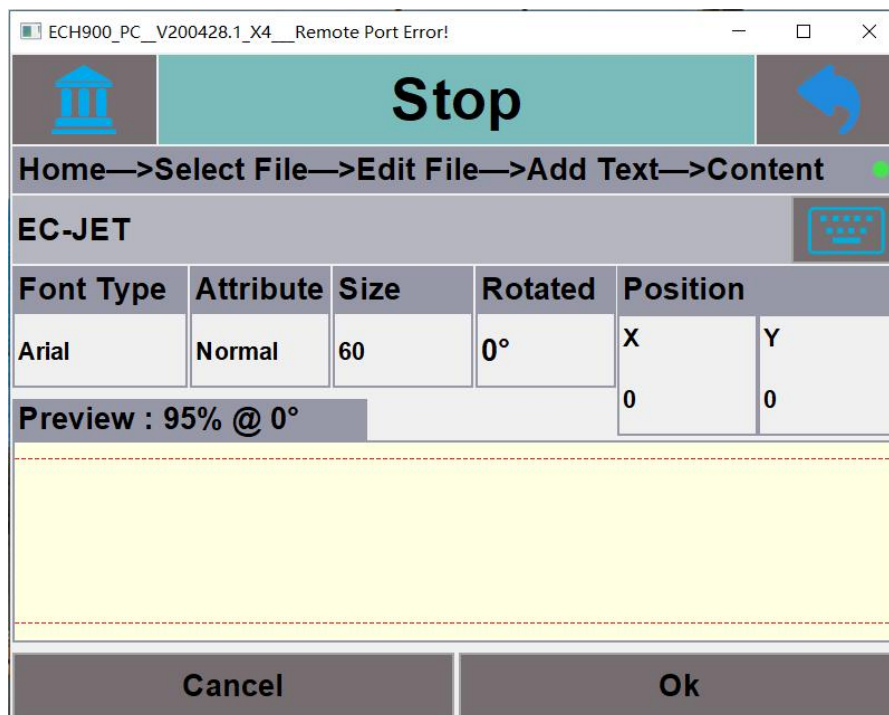 ECH900_PC__V200428.1_X4___Remote Port Error!
Stop
Home—>Select File—>Edit File—>Add Text—>Content
EC-JET
Font Type Attribute Size Rotated Position
Arial Normal 60 0° X Y
0 0
Preview : 95% @ 0°
Cancel Ok